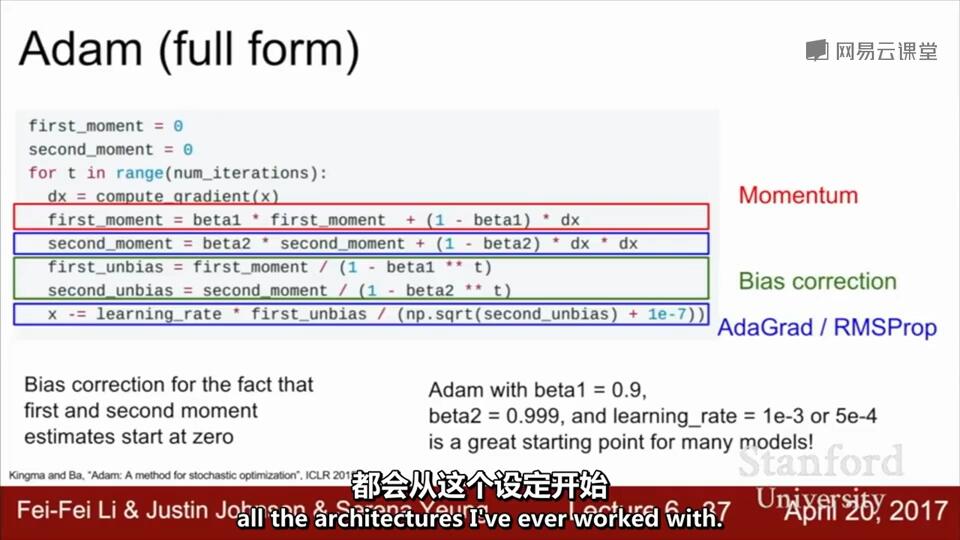 Adam (full form)
网易云课堂
first_moment = 0
second_moment = 0
for t in range(num_iterations):
dx = compute_gradient(x)
first_moment = beta1 * first_moment + (1 - beta1) * dx
second_moment = beta2 * second_moment + (1 - beta2) * dx * dx
first_unbias = first_moment / (1 - beta1 ** t)
second_unbias = second_moment / (1 - beta2 ** t)
x -= learning_rate * first_unbias / (np.sqrt(second_unbias) + 1e-7))
Momentum
Bias correction
AdaGrad / RMSProp
Bias correction for the fact that
first and second moment
estimates start at zero
Adam with beta1 = 0.9,
beta2 = 0.999, and learning_rate = 1e-3 or 5e-4
is a great starting point for many models!
Kingma and Ba, "Adam: A method for stochastic optimization", ICLR 2015
Stanford
University
Fei-Fei Li & Justin Johnson & Serena Yeung
Lecture 6 - 37
April 20, 2017
都会从这个设定开始
all the architectures I've ever worked with.